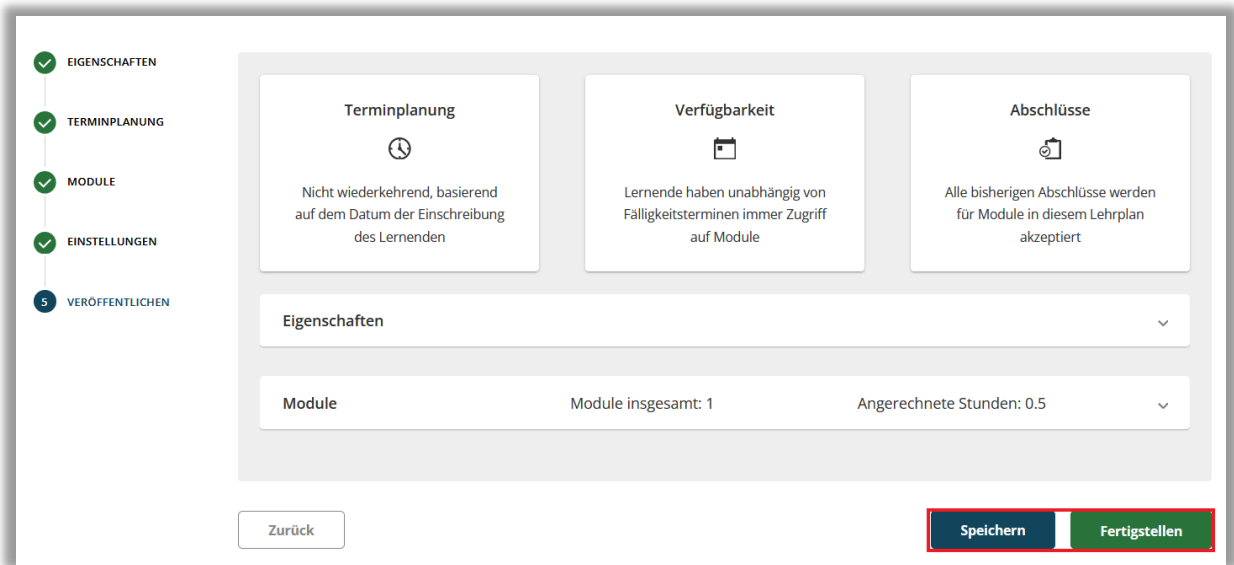 EIGENSCHAFTEN
TERMINPLANUNG
MODULE
EINSTELLUNGEN
5 VERÖFFENTLICHEN
Terminplanung
Nicht wiederkehrend, basierend
auf dem Datum der Einschreibung
des Lernenden
Verfügbarkeit
Lernende haben unabhängig von
Fälligkeitsterminen immer Zugriff
auf Module
Abschlüsse
Alle bisherigen Abschlüsse werden
für Module in diesem Lehrplan
akzeptiert
Eigenschaften
Module Module insgesamt: 1 Angerechnete Stunden: 0.5
Zurück Speichern Fertigstellen